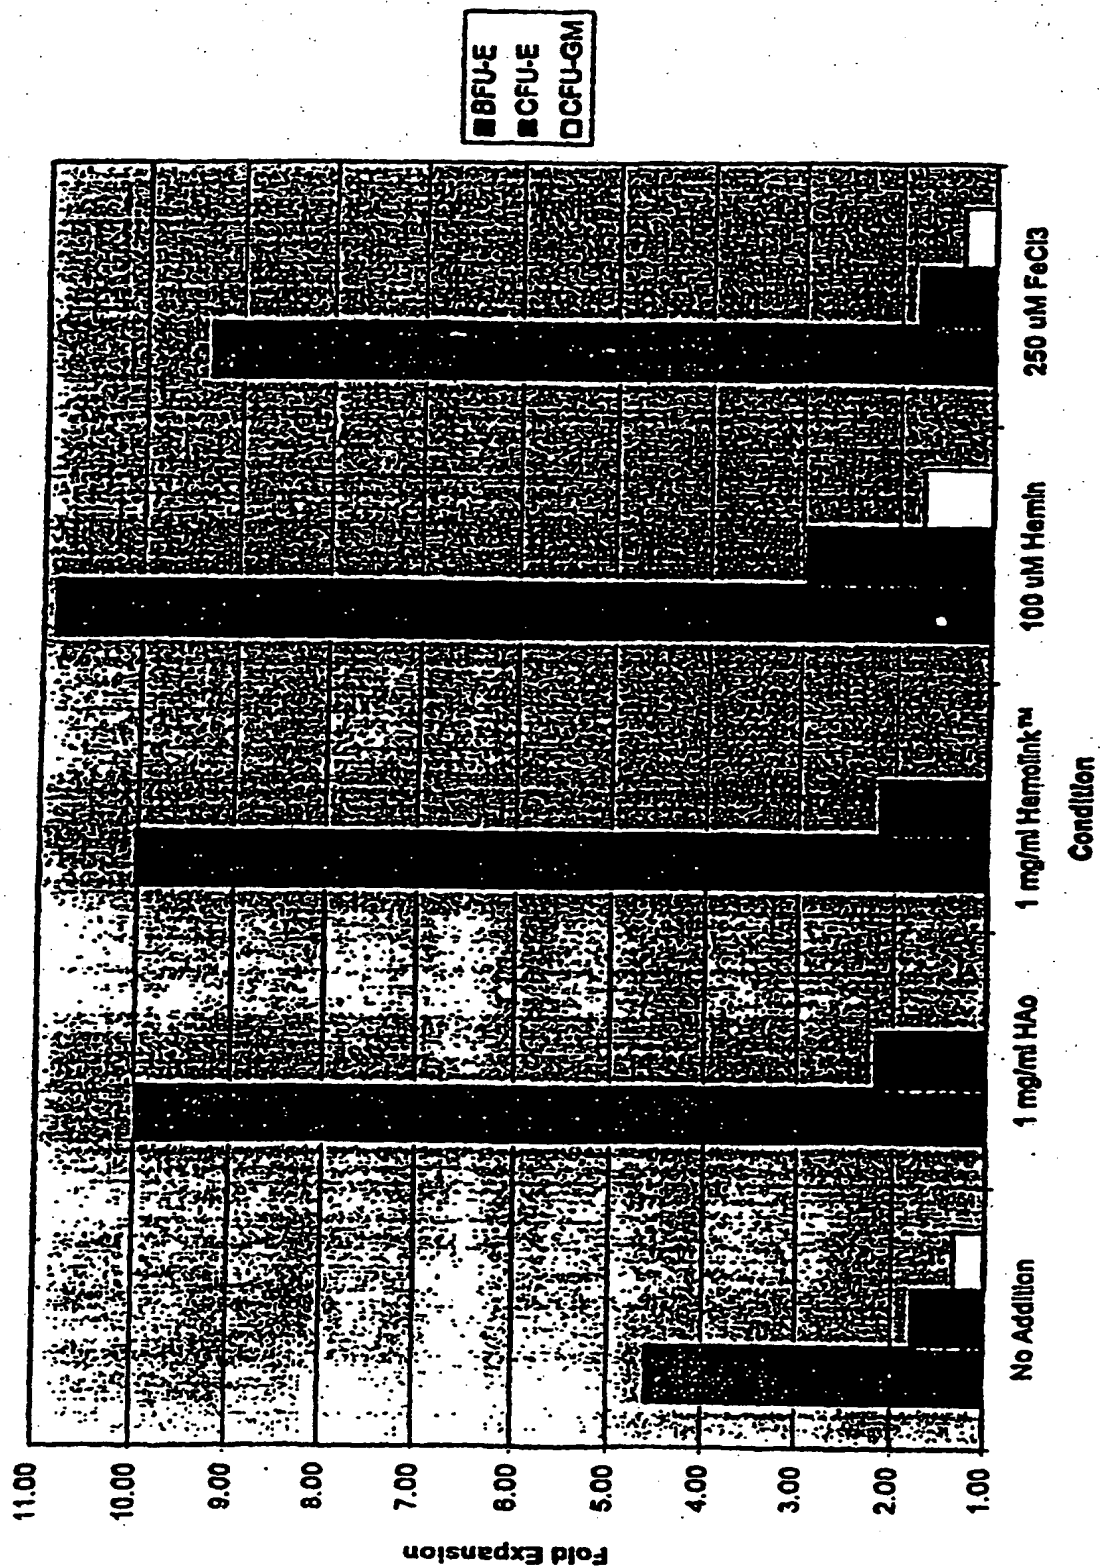 BFU-E
CFU-E
CFU-GM
Fold Expansion
11.00
10.00
9.00
8.00
7.00
6.00
5.00
4.00
3.00
2.00
1.00
No Addition
1 mg/ml HAo
1 mg/ml Hemolink™
100 uM Hemin
250 uM FeCl3
Condition